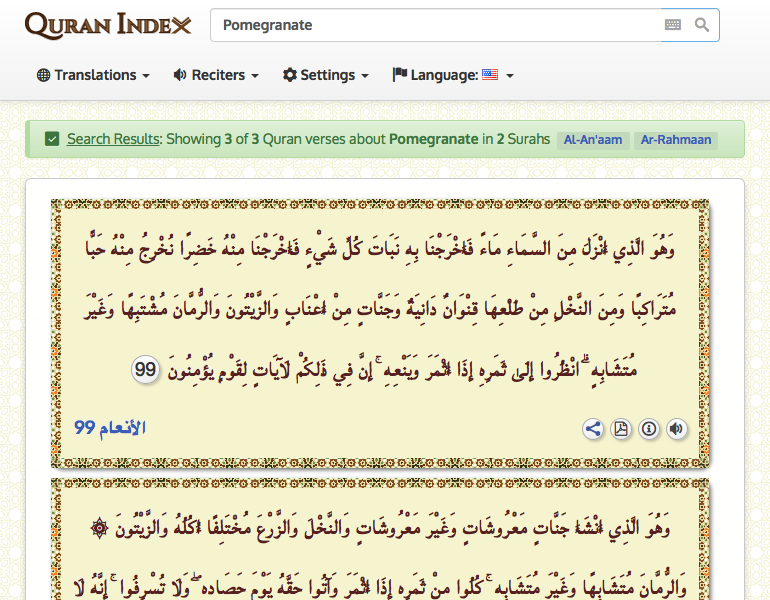 QURAN INDEX
Pomegranate
Translations Reciters Settings Language:
Search Results: Showing 3 of 3 Quran verses about Pomegranate in 2 Surahs Al-An'aam Ar-Rahmaan
وَهُوَ الَّذِي أَنْزَلَ مِنَ السَّمَاءِ مَاءً فَأَخْرَجْنَا بِهِ نَبَاتَ كُلِّ شَيْءٍ فَأَخْرَجْنَا مِنْهُ خَضِرًا نُخْرِجُ مِنْهُ حَبًّا
مُتَرَاكِبًا وَمِنَ النَّخْلِ مِنْ طَلْعِهَا قِنْوَانٌ دَانِيَةٌ وَجَنَّاتٍ مِنْ أَعْنَابٍ وَالزَّيْتُونَ وَالرُّمَّانَ مُشْتَبِهًا وَغَيْرَ
مُتَشَابِهٍ ۗ انْظُرُوا إِلَىٰ ثَمَرِهِ إِذَا أَثْمَرَ وَيَنْعِهِ ۚ إِنَّ فِي ذَٰلِكُمْ لَآيَاتٍ لِقَوْمٍ يُؤْمِنُونَ 99
الأنعام 99
۞ وَهُوَ الَّذِي أَنْشَأَ جَنَّاتٍ مَعْرُوشَاتٍ وَغَيْرَ مَعْرُوشَاتٍ وَالنَّخْلَ وَالزَّرْعَ مُخْتَلِفًا أُكُلُهُ وَالزَّيْتُونَ
وَالرُّمَّانَ مُتَشَابِهًا وَغَيْرَ مُتَشَابِهٍ ۚ كُلُوا مِنْ ثَمَرِهِ إِذَا أَثْمَرَ وَآتُوا حَقَّهُ يَوْمَ حَصَادِهِ ۖ وَلَا تُسْرِفُوا ۚ إِنَّهُ لَا